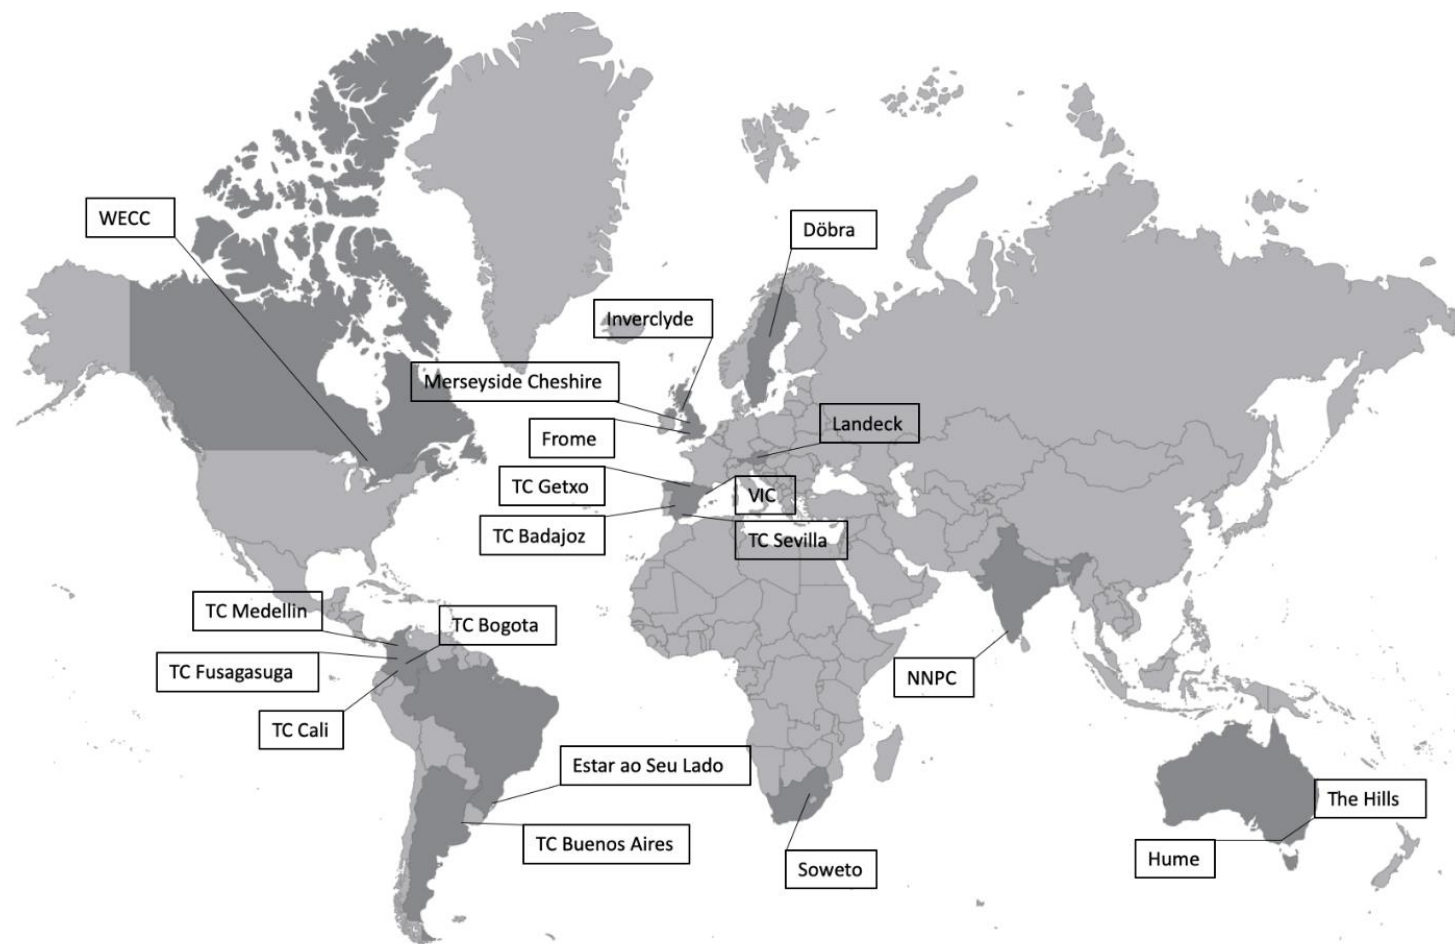 WECC
Döbra
Inverclyde
Merseyside Cheshire
Landeck
Frome
TC Getxo
VIC
TC Badajoz
TC Sevilla
TC Medellin
TC Bogota
TC Fusagasuga
NNPC
TC Cali
Estar ao Seu Lado
The Hills
TC Buenos Aires
Hume
Soweto